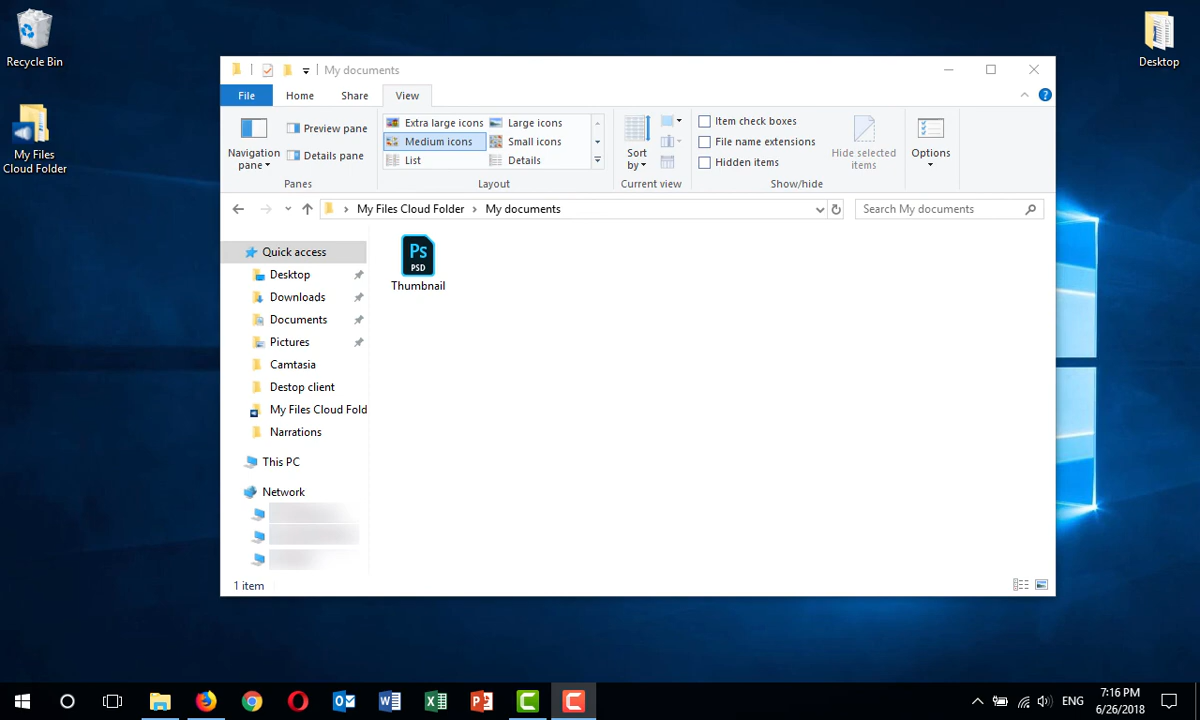 Recycle Bin
My Files
Cloud Folder
Desktop
My documents
File
Home
Share
View
Navigation
pane
Preview pane
Details pane
Panes
Extra large icons
Large icons
Medium icons
Small icons
List
Details
Layout
Sort
by
Current view
Item check boxes
File name extensions
Hidden items
Hide selected
items
Show/hide
Options
My Files Cloud Folder
My documents
Search My documents
Quick access
Desktop
Downloads
Documents
Pictures
Camtasia
Destop client
My Files Cloud Fold
Narrations
This PC
Network
Ps
PSD
Thumbnail
1 item
ENG
7:16 PM
6/26/2018